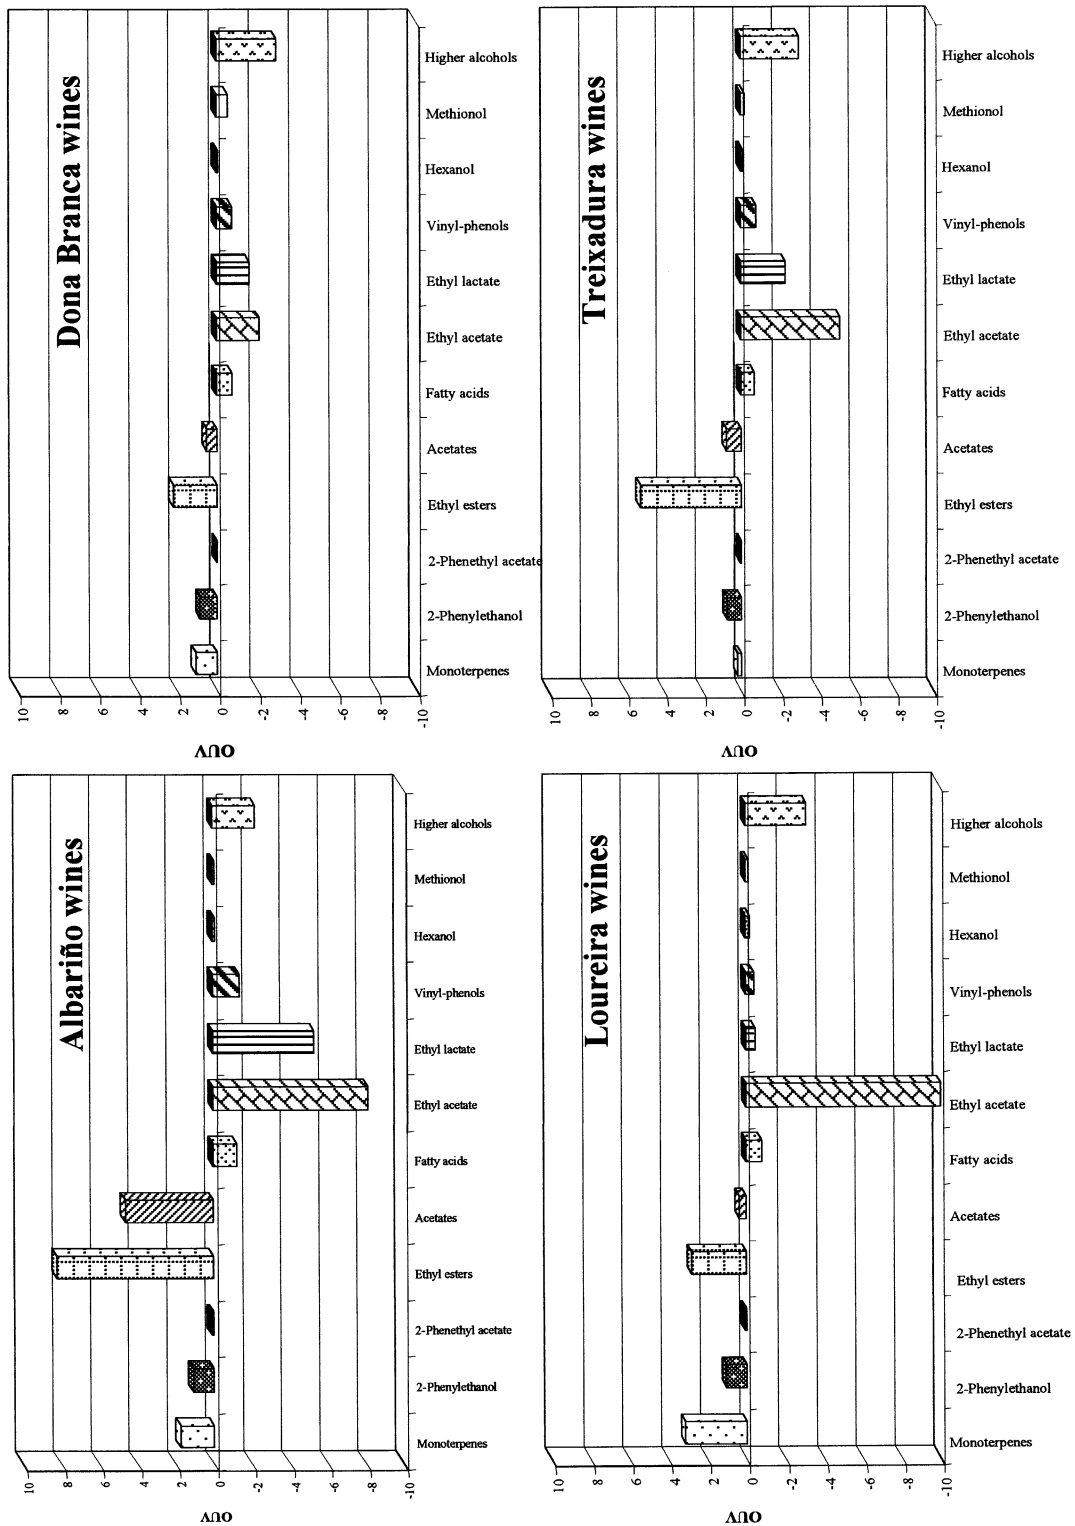 Dona Branca wines
Higher alcohols
Methionol
Hexanol
Vinyl-phenols
Ethyl lactate
Ethyl acetate
Fatty acids
Acetates
Ethyl esters
2-Phenethyl acetate
2-Phenylethanol
Monoterpenes
10
8
6
4
2
0
-2
-4
-6
-8
-10
OUV
Treixadura wines
Higher alcohols
Methionol
Hexanol
Vinyl-phenols
Ethyl lactate
Ethyl acetate
Fatty acids
Acetates
Ethyl esters
2-Phenethyl acetate
2-Phenylethanol
Monoterpenes
10
8
6
4
2
0
-2
-4
-6
-8
-10
OUV
Albariño wines
Higher alcohols
Methionol
Hexanol
Vinyl-phenols
Ethyl lactate
Ethyl acetate
Fatty acids
Acetates
Ethyl esters
2-Phenethyl acetate
2-Phenylethanol
Monoterpenes
10
8
6
4
2
0
-2
-4
-6
-8
-10
OUV
Loureira wines
Higher alcohols
Methionol
Hexanol
Vinyl-phenols
Ethyl lactate
Ethyl acetate
Fatty acids
Acetates
Ethyl esters
2-Phenethyl acetate
2-Phenylethanol
Monoterpenes
10
8
6
4
2
0
-2
-4
-6
-8
-10
OUV